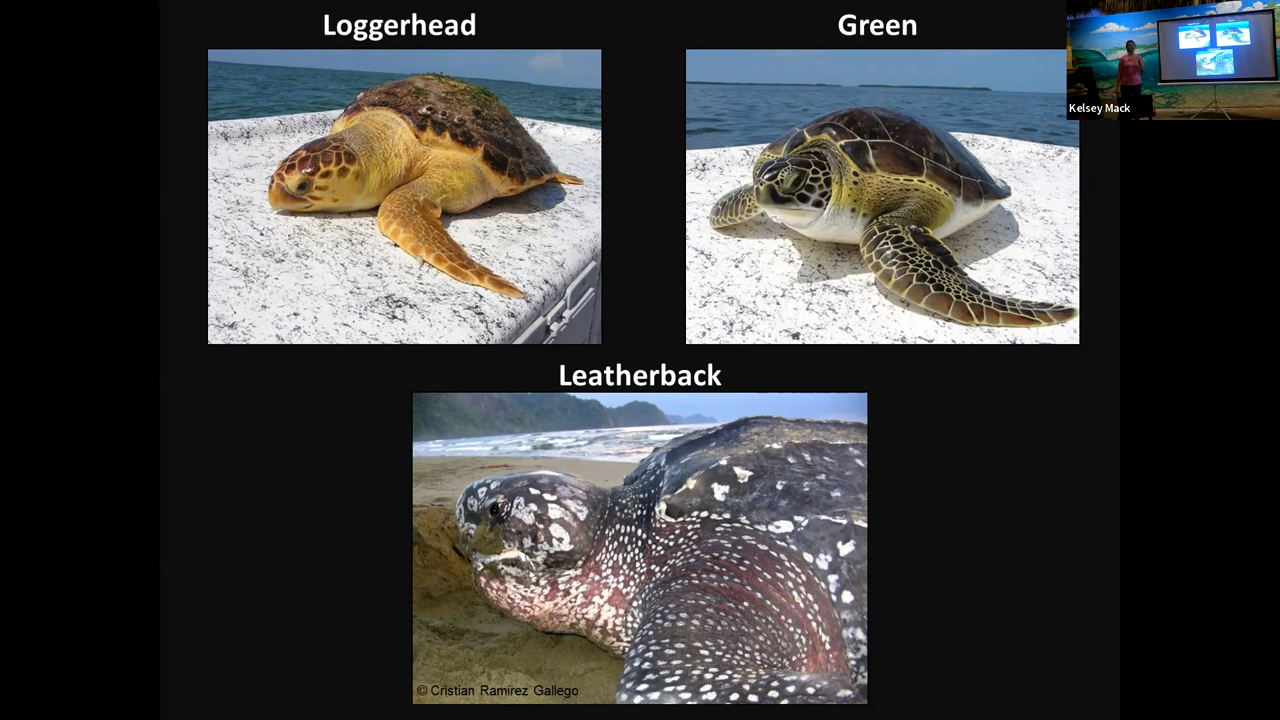 Loggerhead
Green
Kelsey Mack
Leatherback
© Cristian Ramirez Gallego